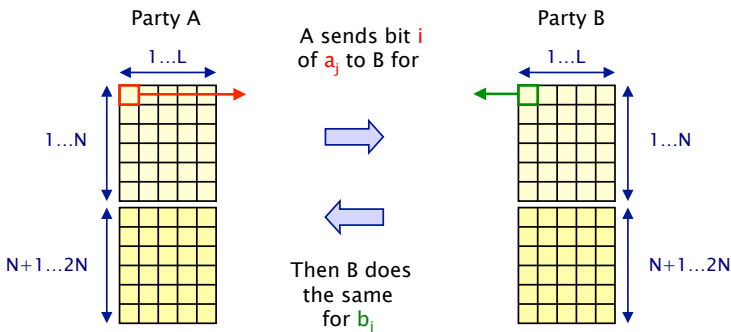 Party A
Party B
1...L
A sends bit i
of aj to B for
1...L
1...N
1...N
N+1...2N
N+1...2N
Then B does
the same
for bj